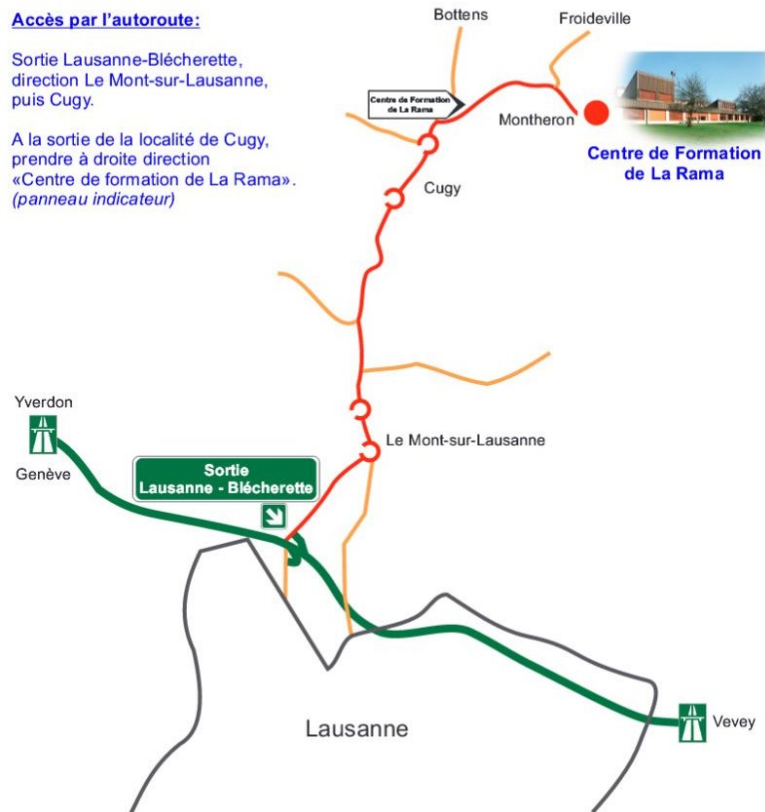 Accès par l'autoroute:
Sortie Lausanne-Blécherette,
direction Le Mont-sur-Lausanne,
puis Cugy.
A la sortie de la localité de Cugy,
prendre à droite direction
«Centre de formation de La Rama».
(panneau indicateur)
Bottens
Froideville
Centre de Formation
de La Rama
Montheron
Centre de Formation
de La Rama
Cugy
Yverdon
Genève
Le Mont-sur-Lausanne
Sortie
Lausanne - Blécherette
Lausanne
Vevey